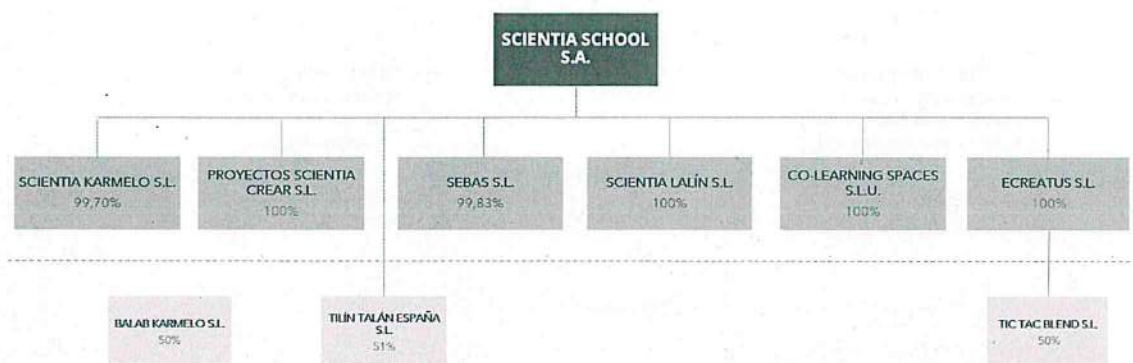 SCIENTIA SCHOOL
S.A.
SCIENTIA KARMELO S.L.
99,70%
PROYECTOS SCIENTIA
CREAR S.L.
100%
SEBAS S.L.
99,83%
SCIENTIA LALÍN S.L.
100%
CO-LEARNING SPACES
S.L.U.
100%
ECREATUS S.L.
100%
BALAB KARMELO S.L.
50%
TILÍN TALÁN ESPAÑA
S.L.
51%
TIC TAC BLEND S.L.
50%